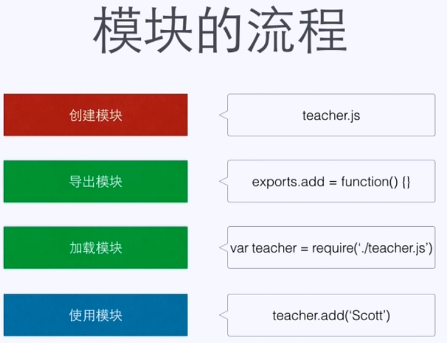 模块的流程
创建模块
teacher.js
导出模块
exports.add = function() {}
加载模块
var teacher = require(‘./teacher.js’)
使用模块
teacher.add(‘Scott’)